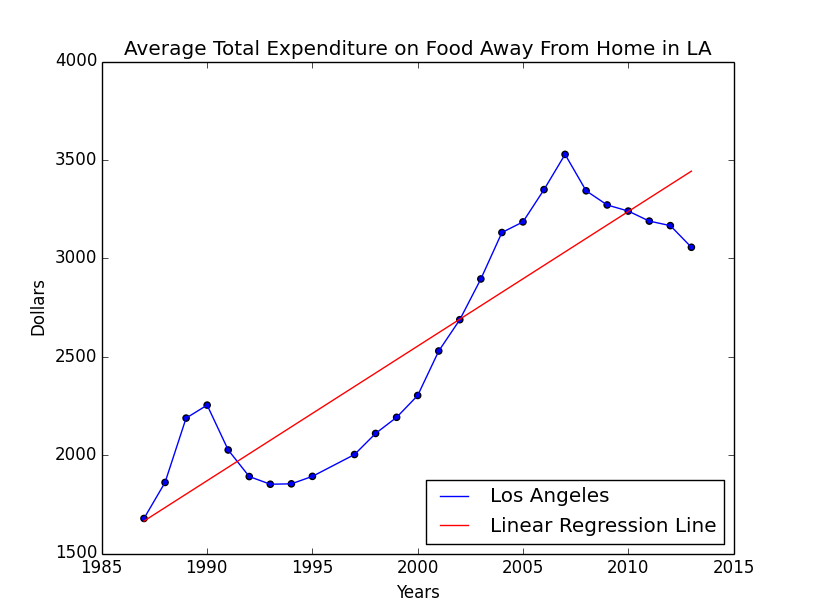 Average Total Expenditure on Food Away From Home in LA
4000
3500
3000
2500
2000
1500
Dollars
1985 1990 1995 2000 2005 2010 2015
Years
Los Angeles
Linear Regression Line